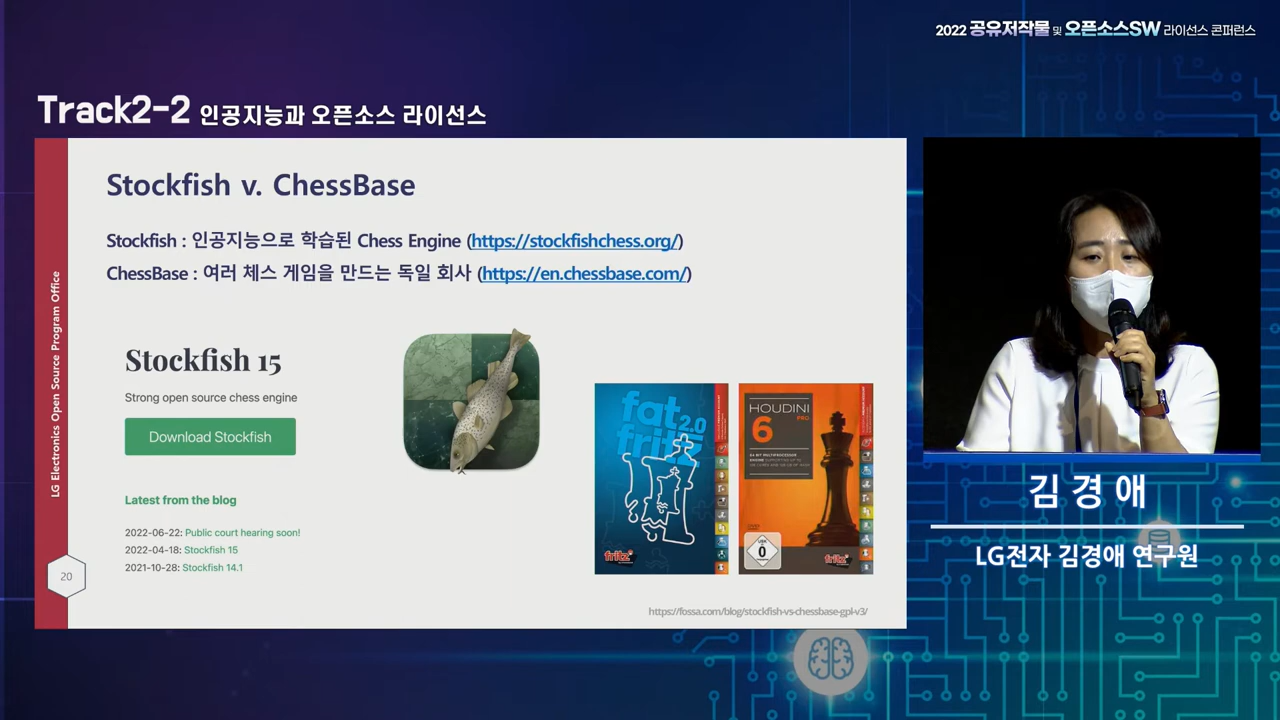 2022 공유저작물 및 오픈소스SW 라이선스 콘퍼런스
Track2-2 인공지능과 오픈소스 라이선스
LG Electronics Open Source Program Office
Stockfish v. ChessBase
Stockfish : 인공지능으로 학습된 Chess Engine (https://stockfishchess.org/)
ChessBase : 여러 체스 게임을 만드는 독일 회사 (https://en.chessbase.com/)
Stockfish 15
Strong open source chess engine
Download Stockfish
Latest from the blog
2022-06-22: Public court hearing soon!
2022-04-18: Stockfish 15
2021-10-28: Stockfish 14.1
fat 2.0
fritz
fritz
HOUDINI
6 PRO
0
fritz
https://fossa.com/blog/stockfish-vs-chessbase-gpl-v3/
20
김경애
LG전자 김경애 연구원